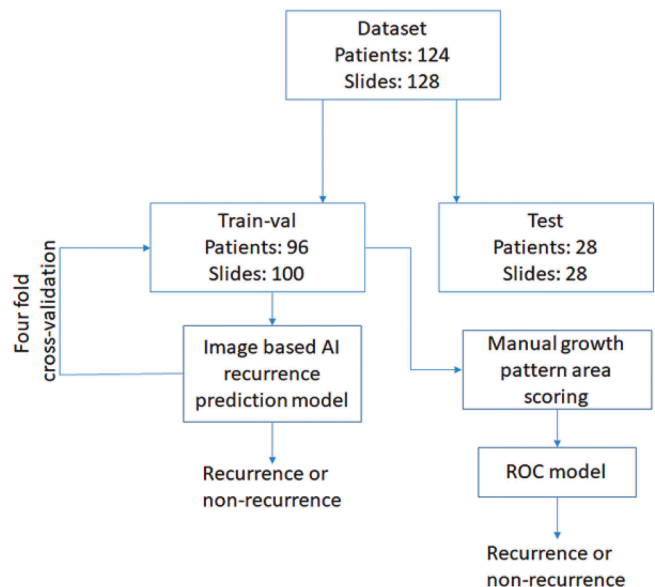 Dataset
Patients: 124
Slides: 128
Train-val
Patients: 96
Slides: 100
Test
Patients: 28
Slides: 28
Four fold
cross-validation
Image based AI
recurrence
prediction model
Manual growth
pattern area
scoring
Recurrence or
non-recurrence
ROC model
Recurrence or
non-recurrence